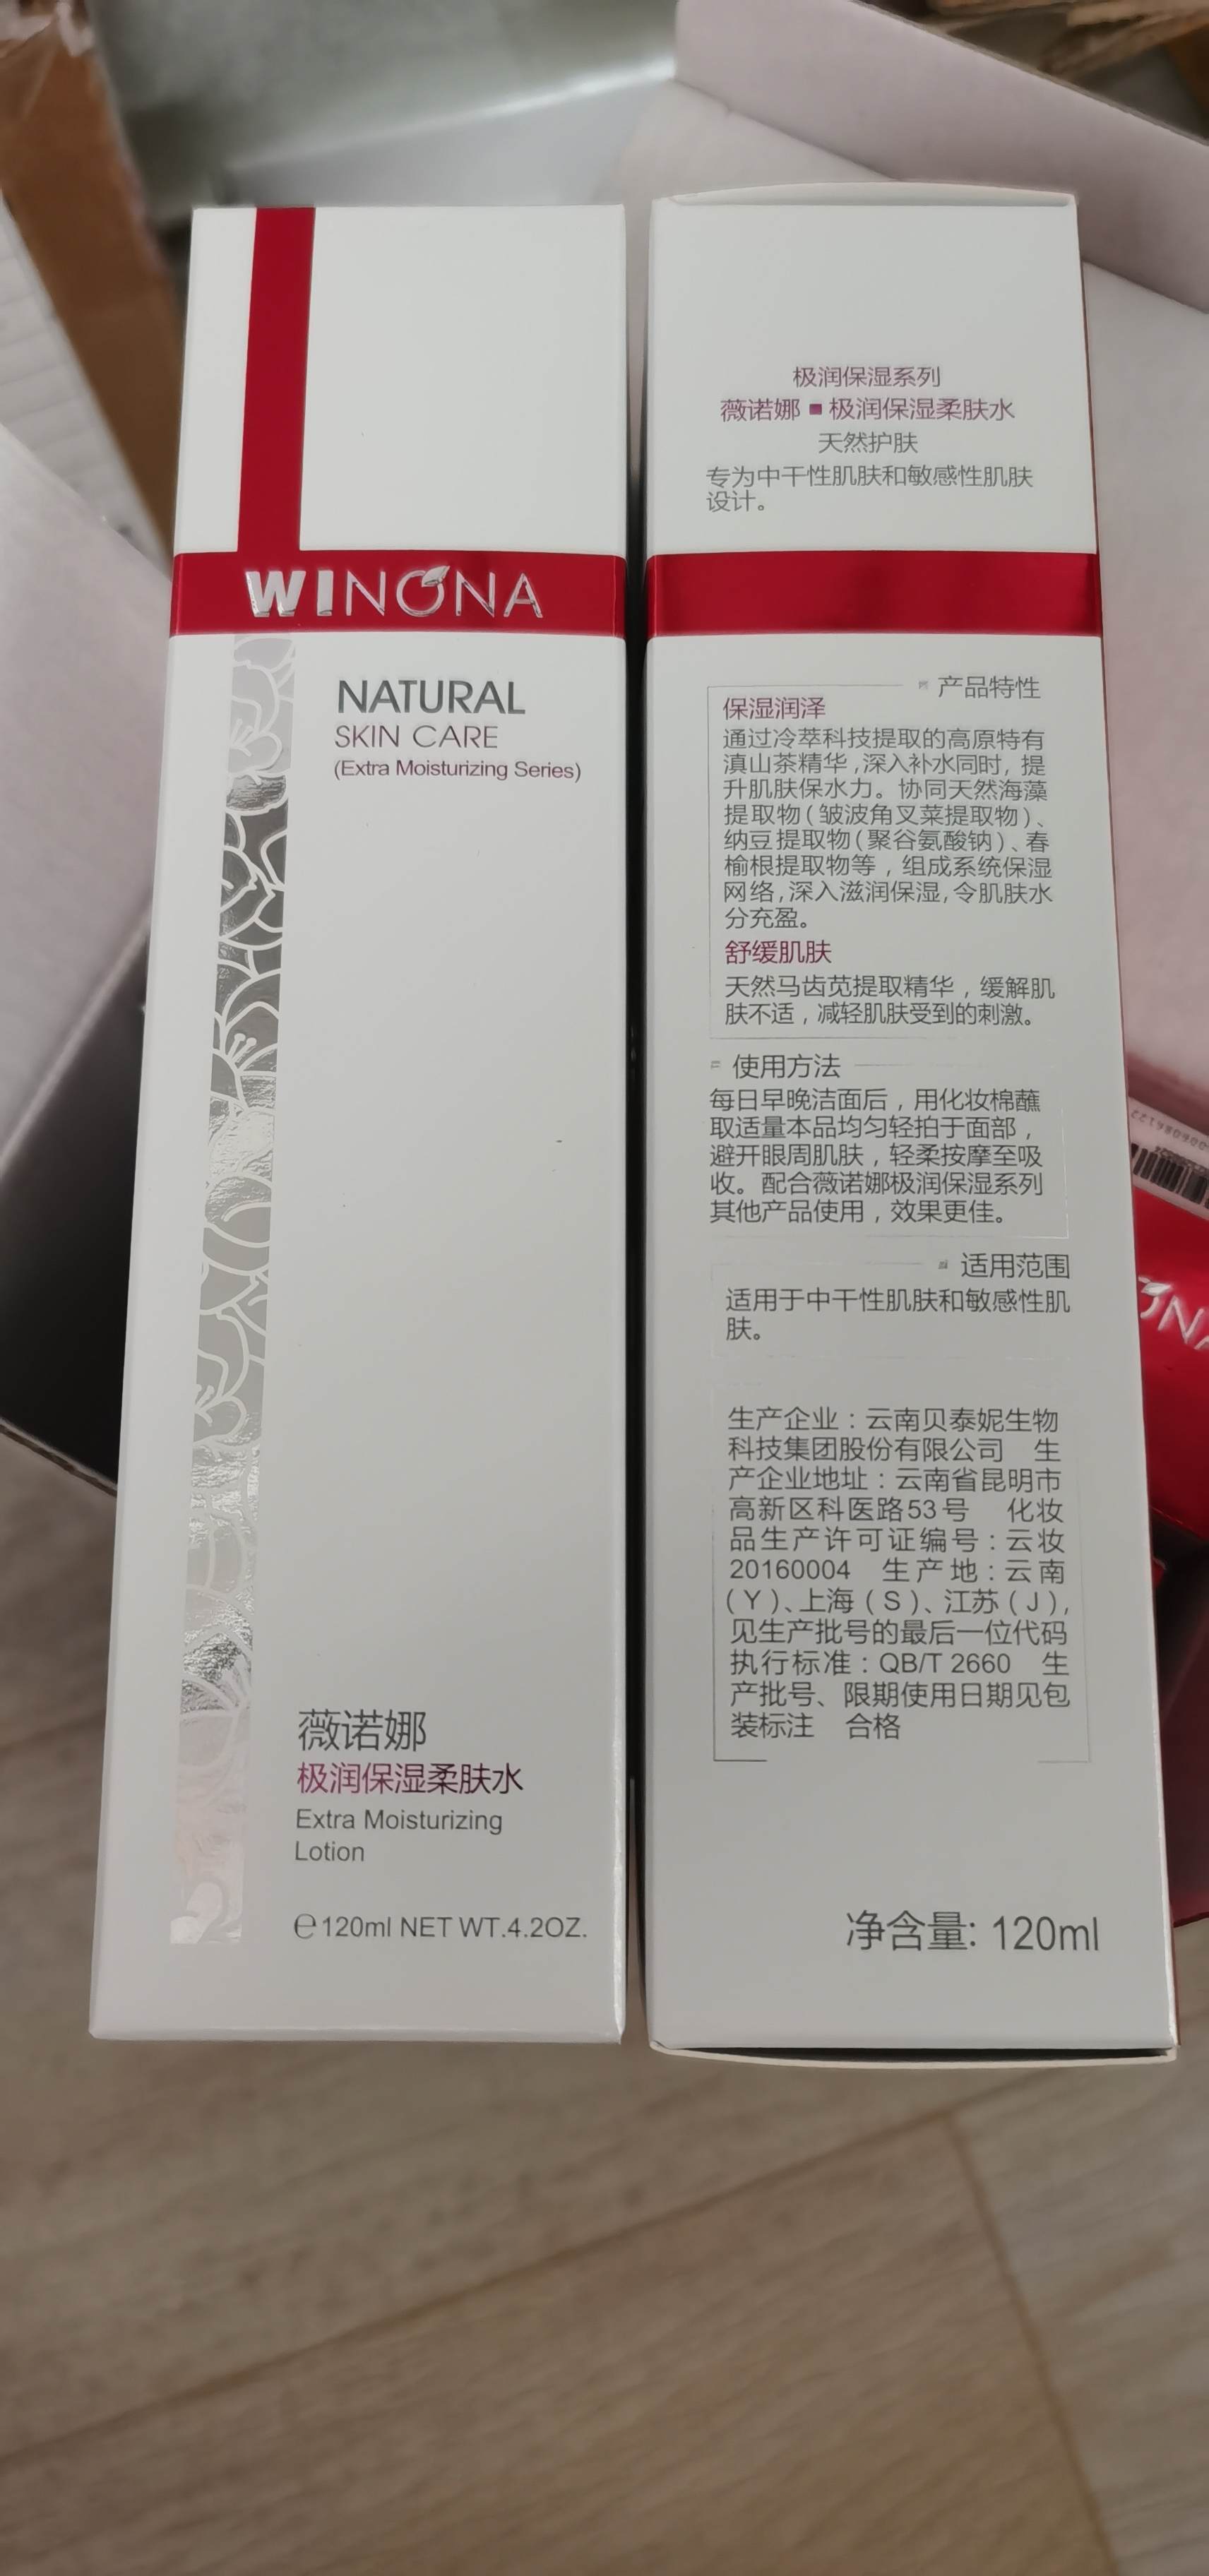 WINONA
NATURAL
SKIN CARE
(Extra Moisturizing Series)
薇诺娜
极润保湿柔肤水
Extra Moisturizing
Lotion
℮120ml NET WT.4.2OZ.
极润保湿系列
薇诺娜■极润保湿柔肤水
天然护肤
专为中干性肌肤和敏感性肌肤
设计。
产品特性
保湿润泽
通过冷萃科技提取的高原特有
滇山茶精华,深入补水同时,提
升肌肤保水力。协同天然海藻
提取物(皱波角叉菜提取物)、
纳豆提取物(聚谷氨酸钠)、春
榆根提取物等,组成系统保湿
网络,深入滋润保湿,令肌肤水
分充盈。
舒缓肌肤
天然马齿苋提取精华,缓解肌
肤不适,减轻肌肤受到的刺激。
使用方法
每日早晚洁面后,用化妆棉蘸
取适量本品均匀轻拍于面部,
避开眼周肌肤,轻柔按摩至吸
收。配合薇诺娜极润保湿系列
其他产品使用,效果更佳。
适用范围
适用于中干性肌肤和敏感性肌
肤。
生产企业:云南贝泰妮生物
科技集团股份有限公司 生
产企业地址:云南省昆明市
高新区科医路53号 化妆
品生产许可证编号:云妆
20160004 生产地:云南
(Y)、上海(S)、江苏(J),
见生产批号的最后一位代码
执行标准:QB/T 2660 生
产批号、限期使用日期见包
装标注 合格
净含量: 120ml